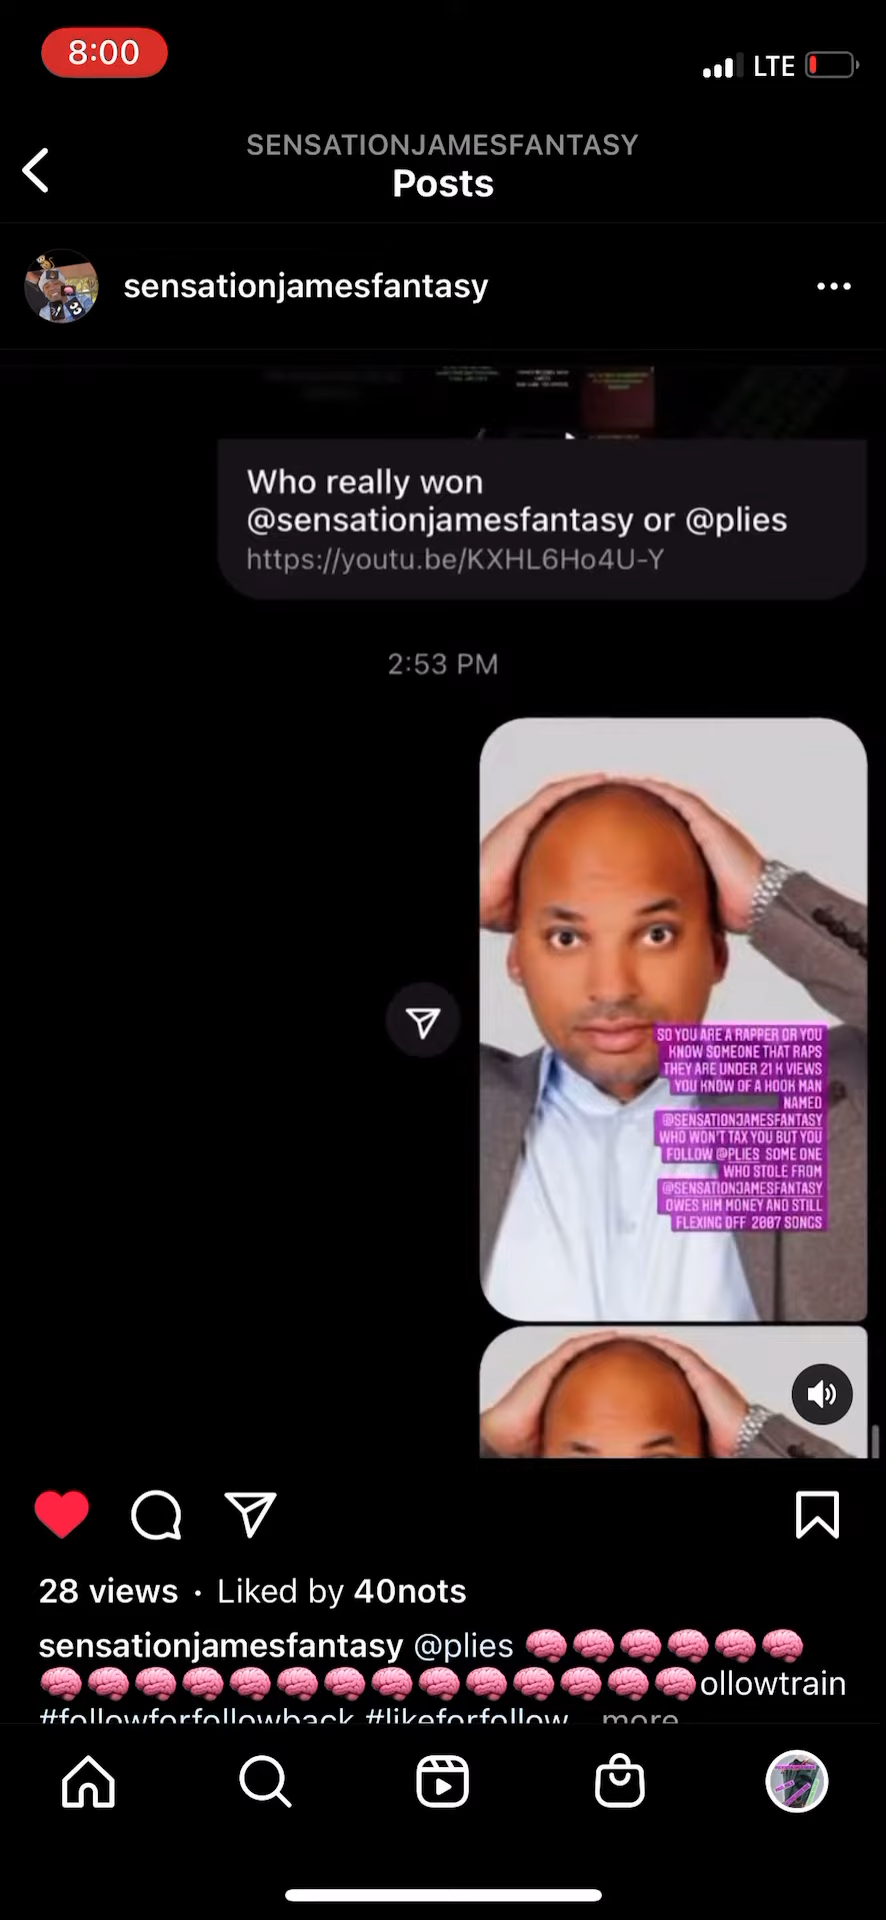 8:00
LTE
SENSATIONJAMESFANTASY
Posts
sensationjamesfantasy
Who really won
@sensationjamesfantasy or @plies
https://youtu.be/KXHL6Ho4U-Y
2:53 PM
SO YOU ARE A RAPPER OR YOU
KNOW SOMEONE THAT RAPS
THEY ARE UNDER 21 K VIEWS
YOU KNOW OF A HOOK MAN
NAMED
@SENSATIONJAMESFANTASY
WHO WON'T TAX YOU BUT YOU
FOLLOW @PLIES SOME ONE
WHO STOLE FROM
@SENSATIONJAMESFANTASY
OWES HIM MONEY AND STILL
FLEXING OFF 2007 SONGS
28 views · Liked by 40nots
sensationjamesfantasy @plies 🧠🧠🧠🧠🧠🧠
🧠🧠🧠🧠🧠🧠🧠🧠🧠🧠🧠🧠🧠🧠ollowtrain
#followforfollowback #likeforfollow... more